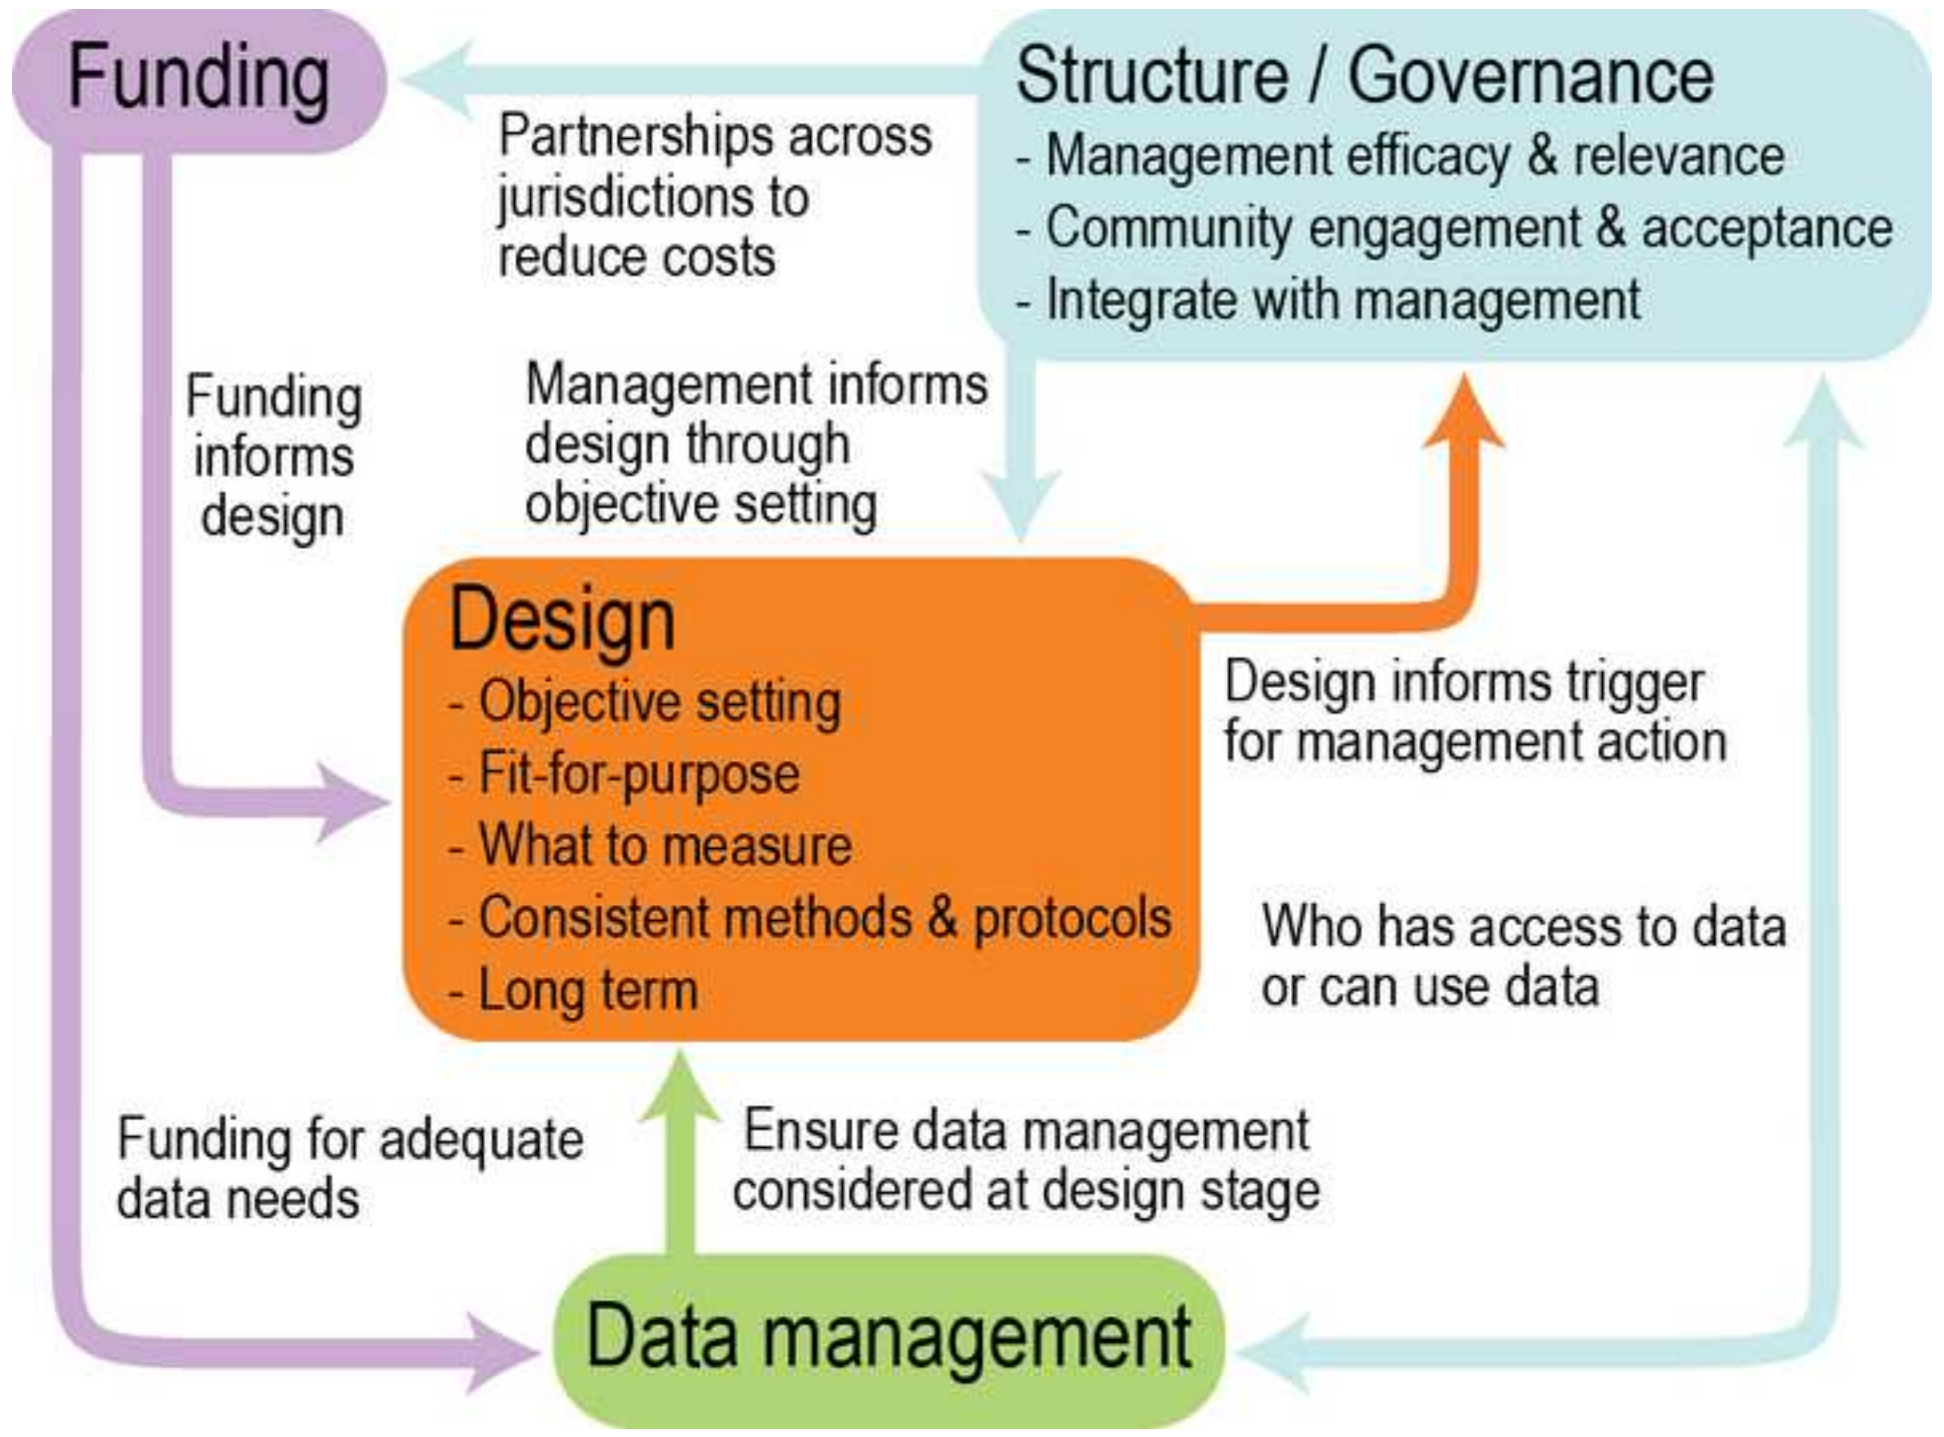 Funding
Structure / Governance
- Management efficacy & relevance
- Community engagement & acceptance
- Integrate with management
Partnerships across
jurisdictions to
reduce costs
Funding
informs
design
Management informs
design through
objective setting
Design
- Objective setting
- Fit-for-purpose
- What to measure
- Consistent methods & protocols
- Long term
Design informs trigger
for management action
Who has access to data
or can use data
Funding for adequate
data needs
Ensure data management
considered at design stage
Data management